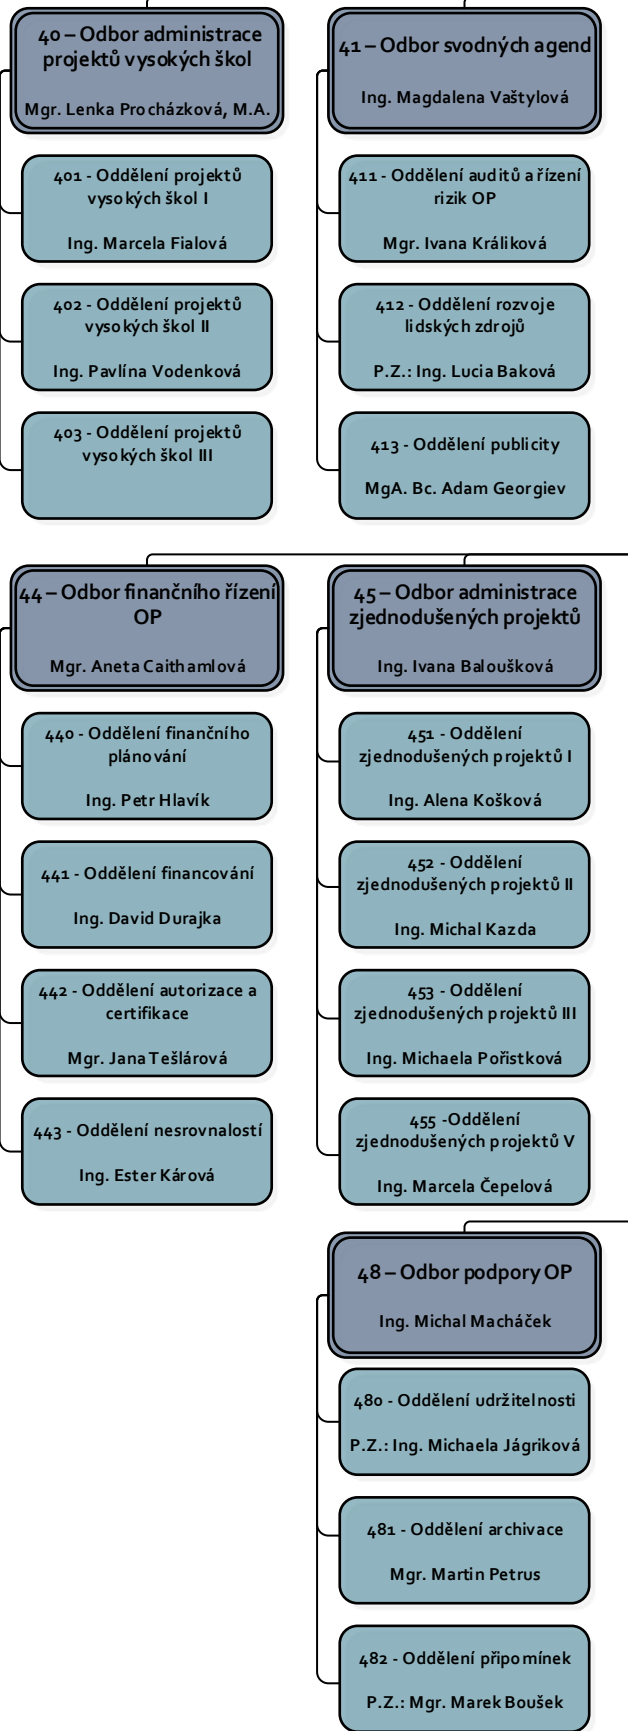 40 – Odbor administrace
projektů vysokých škol
Mgr. Lenka Procházková, M.A.
401 - Oddělení projektů
vysokých škol I
Ing. Marcela Fialová
402 - Oddělení projektů
vysokých škol II
Ing. Pavlína Vodenková
403 - Oddělení projektů
vysokých škol III
41 – Odbor svodných agend
Ing. Magdalena Vaštylová
411 - Oddělení auditů a řízení
rizik OP
Mgr. Ivana Králiková
412 - Oddělení rozvoje
lidských zdrojů
P.Z.: Ing. Lucia Baková
413 - Oddělení publicity
MgA. Bc. Adam Georgiev
44 – Odbor finančního řízení
OP
Mgr. Aneta Caithamlová
440 - Oddělení finančního
plánování
Ing. Petr Hlavík
441 - Oddělení financování
Ing. David Durajka
442 - Oddělení autorizace a
certifikace
Mgr. Jana Tešlárová
443 - Oddělení nesrovnalostí
Ing. Ester Kárová
45 – Odbor administrace
zjednodušených projektů
Ing. Ivana Baloušková
451 - Oddělení
zjednodušených projektů I
Ing. Alena Košková
452 - Oddělení
zjednodušených projektů II
Ing. Michal Kazda
453 - Oddělení
zjednodušených projektů III
Ing. Michaela Pořistková
455 -Oddělení
zjednodušených projektů V
Ing. Marcela Čepelová
48 – Odbor podpory OP
Ing. Michal Macháček
480 - Oddělení udržitelnosti
P.Z.: Ing. Michaela Jágriková
481 - Oddělení archivace
Mgr. Martin Petrus
482 - Oddělení připomínek
P.Z.: Mgr. Marek Boušek